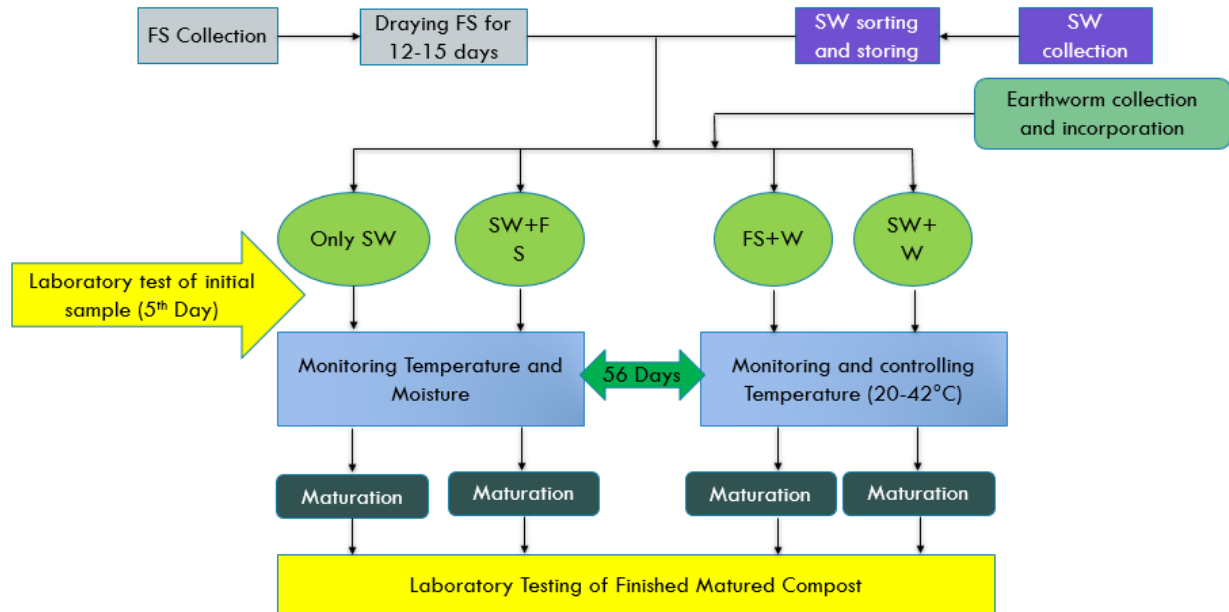 FS Collection
Draying FS for
12-15 days
SW sorting
and storing
SW
collection
Earthworm collection
and incorporation
Only SW
SW+F
S
FS+W
SW+
W
Laboratory test of initial
sample (5th Day)
Monitoring Temperature and
Moisture
56 Days
Monitoring and controlling
Temperature (20-42°C)
Maturation
Maturation
Maturation
Maturation
Laboratory Testing of Finished Matured Compost